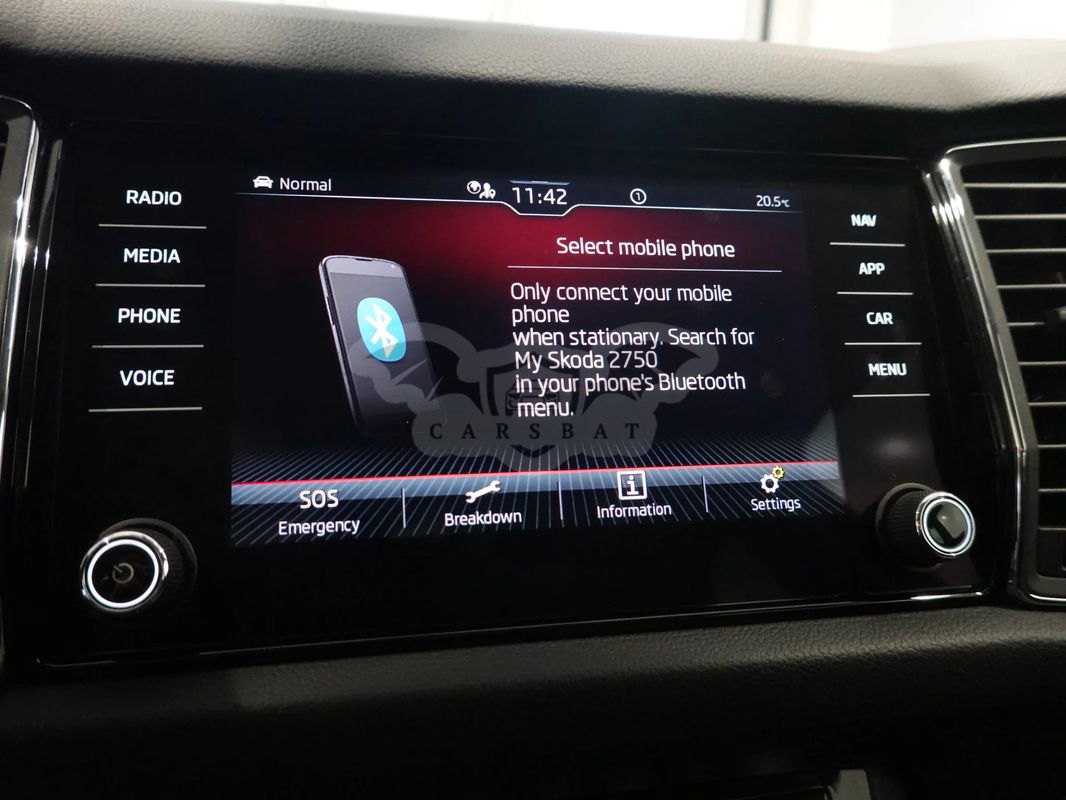 RADIO
MEDIA
PHONE
VOICE
Normal
11:42
1
20.5°C
Select mobile phone
Only connect your mobile
phone
when stationary. Search for
My Skoda 2750
in your phone's Bluetooth
menu.
CARSBAT
SOS
Emergency
Breakdown
Information
Settings
NAV
APP
CAR
MENU